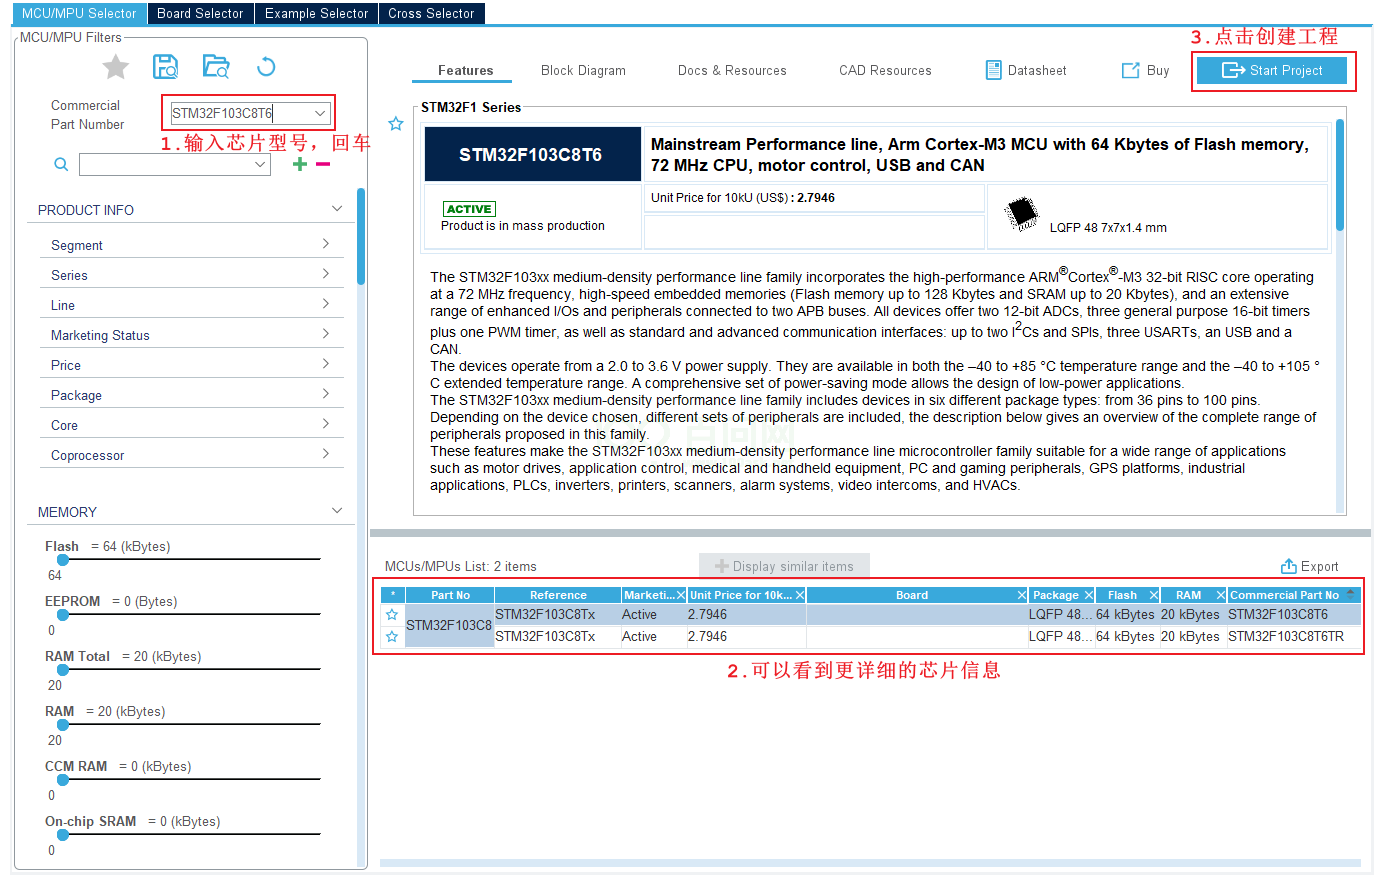 MCU/MPU Selector
Board Selector
Example Selector
Cross Selector
MCU/MPU Filters
Commercial
Part Number
STM32F103C8T6
1.输入芯片型号，回车
PRODUCT INFO
Segment
Series
Line
Marketing Status
Price
Package
Core
Coprocessor
MEMORY
Flash = 64 (kBytes)
64
EEPROM = 0 (Bytes)
0
RAM Total = 20 (kBytes)
20
RAM = 20 (kBytes)
20
CCM RAM = 0 (kBytes)
0
On-chip SRAM = 0 (kBytes)
0
3.点击创建工程
Features
Block Diagram
Docs & Resources
CAD Resources
Datasheet
Buy
Start Project
STM32F1 Series
STM32F103C8T6
Mainstream Performance line, Arm Cortex-M3 MCU with 64 Kbytes of Flash memory,
72 MHz CPU, motor control, USB and CAN
ACTIVE
Product is in mass production
Unit Price for 10kU (US$) : 2.7946
LQFP 48 7x7x1.4 mm
The STM32F103xx medium-density performance line family incorporates the high-performance ARM®Cortex®-M3 32-bit RISC core operating
at a 72 MHz frequency, high-speed embedded memories (Flash memory up to 128 Kbytes and SRAM up to 20 Kbytes), and an extensive
range of enhanced I/Os and peripherals connected to two APB buses. All devices offer two 12-bit ADCs, three general purpose 16-bit timers
plus one PWM timer, as well as standard and advanced communication interfaces: up to two I²Cs and SPIs, three USARTs, an USB and a
CAN.
The devices operate from a 2.0 to 3.6 V power supply. They are available in both the –40 to +85 °C temperature range and the –40 to +105 °
C extended temperature range. A comprehensive set of power-saving mode allows the design of low-power applications.
The STM32F103xx medium-density performance line family includes devices in six different package types: from 36 pins to 100 pins.
Depending on the device chosen, different sets of peripherals are included, the description below gives an overview of the complete range of
peripherals proposed in this family.
These features make the STM32F103xx medium-density performance line microcontroller family suitable for a wide range of applications
such as motor drives, application control, medical and handheld equipment, PC and gaming peripherals, GPS platforms, industrial
applications, PLCs, inverters, printers, scanners, alarm systems, video intercoms, and HVACs.
MCUs/MPUs List: 2 items
Display similar items
Export
* Part No Reference Marketi... Unit Price for 10k... Board Package Flash RAM Commercial Part No
STM32F103C8 STM32F103C8Tx Active 2.7946 LQFP 48... 64 kBytes 20 kBytes STM32F103C8T6
STM32F103C8Tx Active 2.7946 LQFP 48... 64 kBytes 20 kBytes STM32F103C8T6TR
2.可以看到更详细的芯片信息